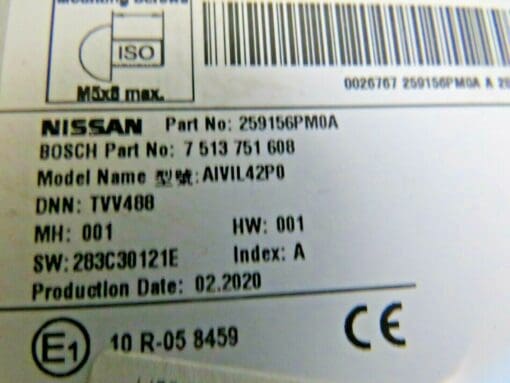 Mounting Screws
ISO
M5x8 max.
0026767 259156PM0A A 28
NISSAN Part No: 259156PM0A
BOSCH Part No: 7 513 751 608
Model Name 型號: AIVIL42P0
DNN: TVV488
MH: 001 HW: 001
SW: 283C30121E Index: A
Production Date: 02.2020
E1 10 R-05 8459 CE